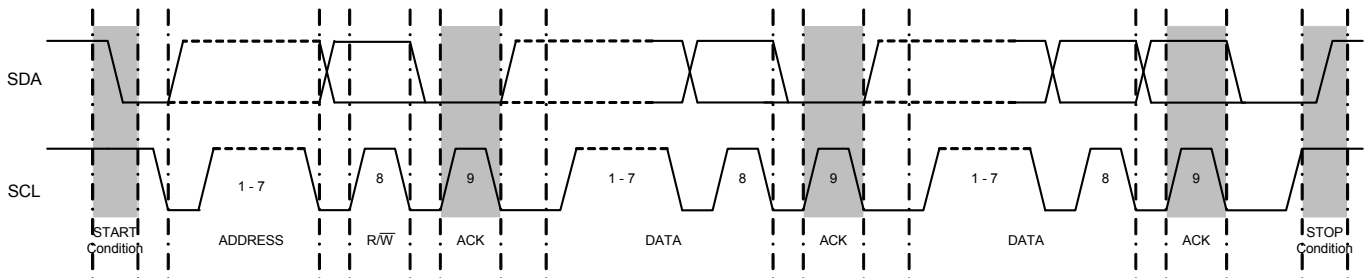 SDA
SCL
1 - 7
8
9
1 - 7
8
9
1 - 7
8
9
START
Condition
ADDRESS
R/W̅
ACK
DATA
ACK
DATA
ACK
STOP
Condition